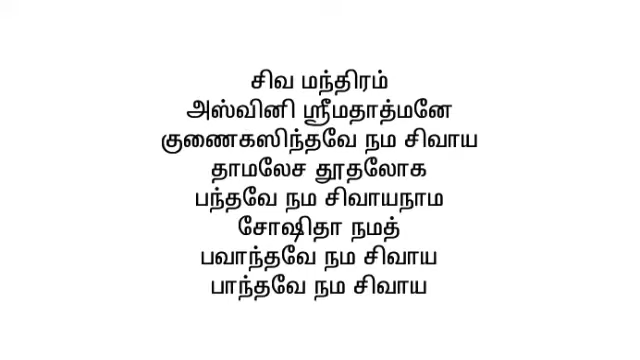 சிவ மந்திரம்
அஸ்வினி ஸ்ரீமதாத்மனே
குணைகஸிந்தவே நம சிவாய
தாமலேச தூதலோக
பந்தவே நம சிவாயநாம
சோஷிதா நமத்
பவாந்தவே நம சிவாய
பாந்தவே நம சிவாய